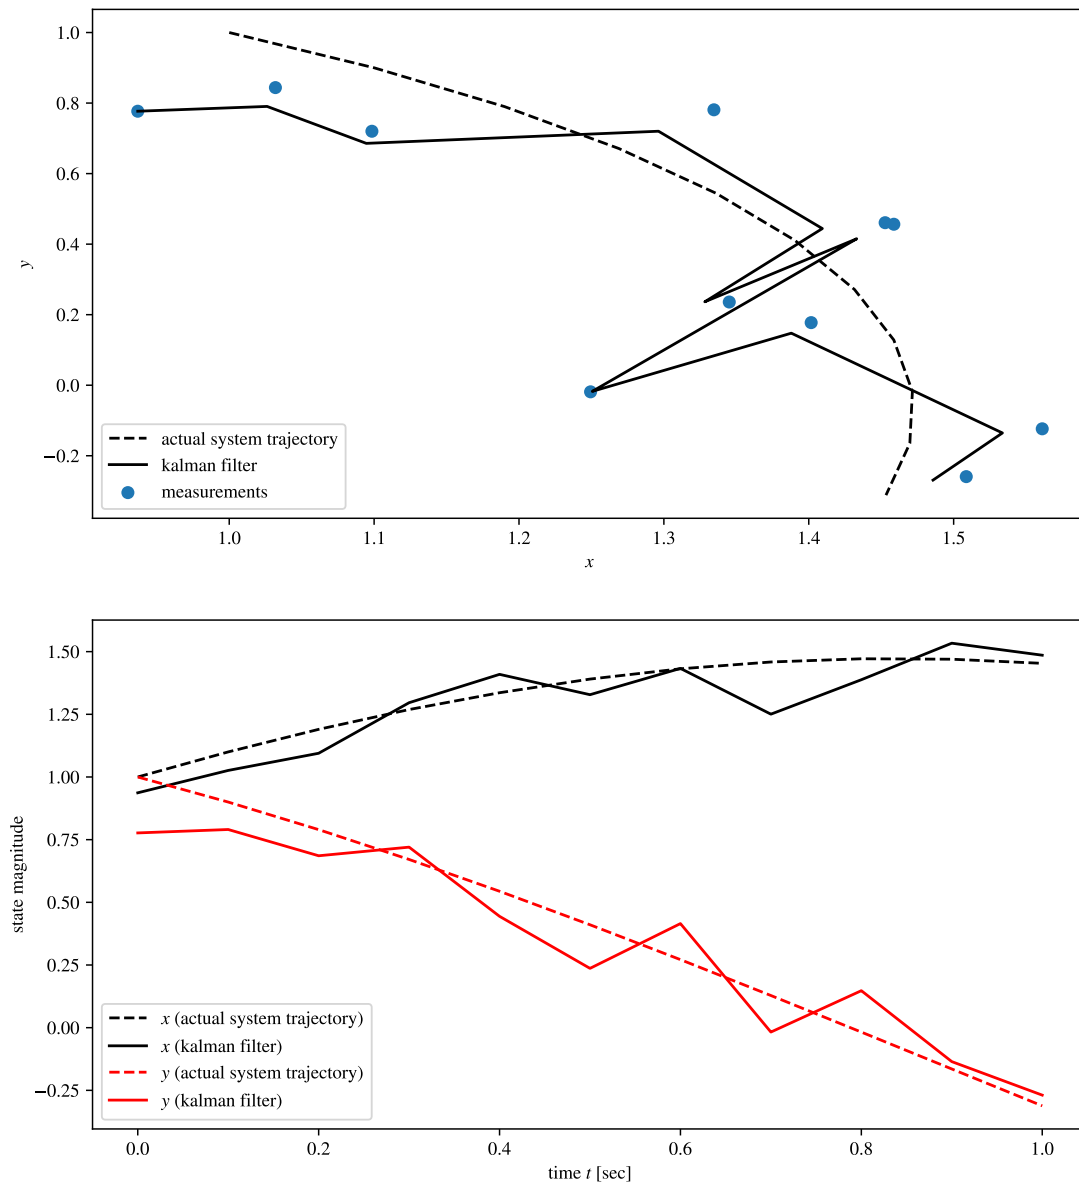 1.0
0.8
0.6
0.4
0.2
0.0
−0.2
y
actual system trajectory
kalman filter
measurements
1.0 1.1 1.2 1.3 1.4 1.5
x
1.50
1.25
1.00
0.75
0.50
0.25
0.00
−0.25
state magnitude
x (actual system trajectory)
x (kalman filter)
y (actual system trajectory)
y (kalman filter)
0.0 0.2 0.4 0.6 0.8 1.0
time t [sec]